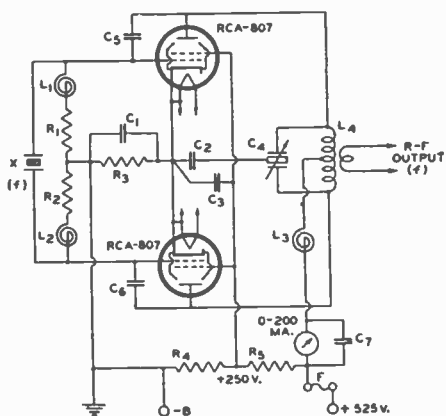 RCA-807
C5
L1
R1
C1
C2
C4
L4
R-F
OUTPUT
(f)
X
(f)
R2
R3
C3
L2
RCA-807
L3
C6
0-200
MA.
C7
R4
R5
+250 V.
F
-B
+ 525 V.